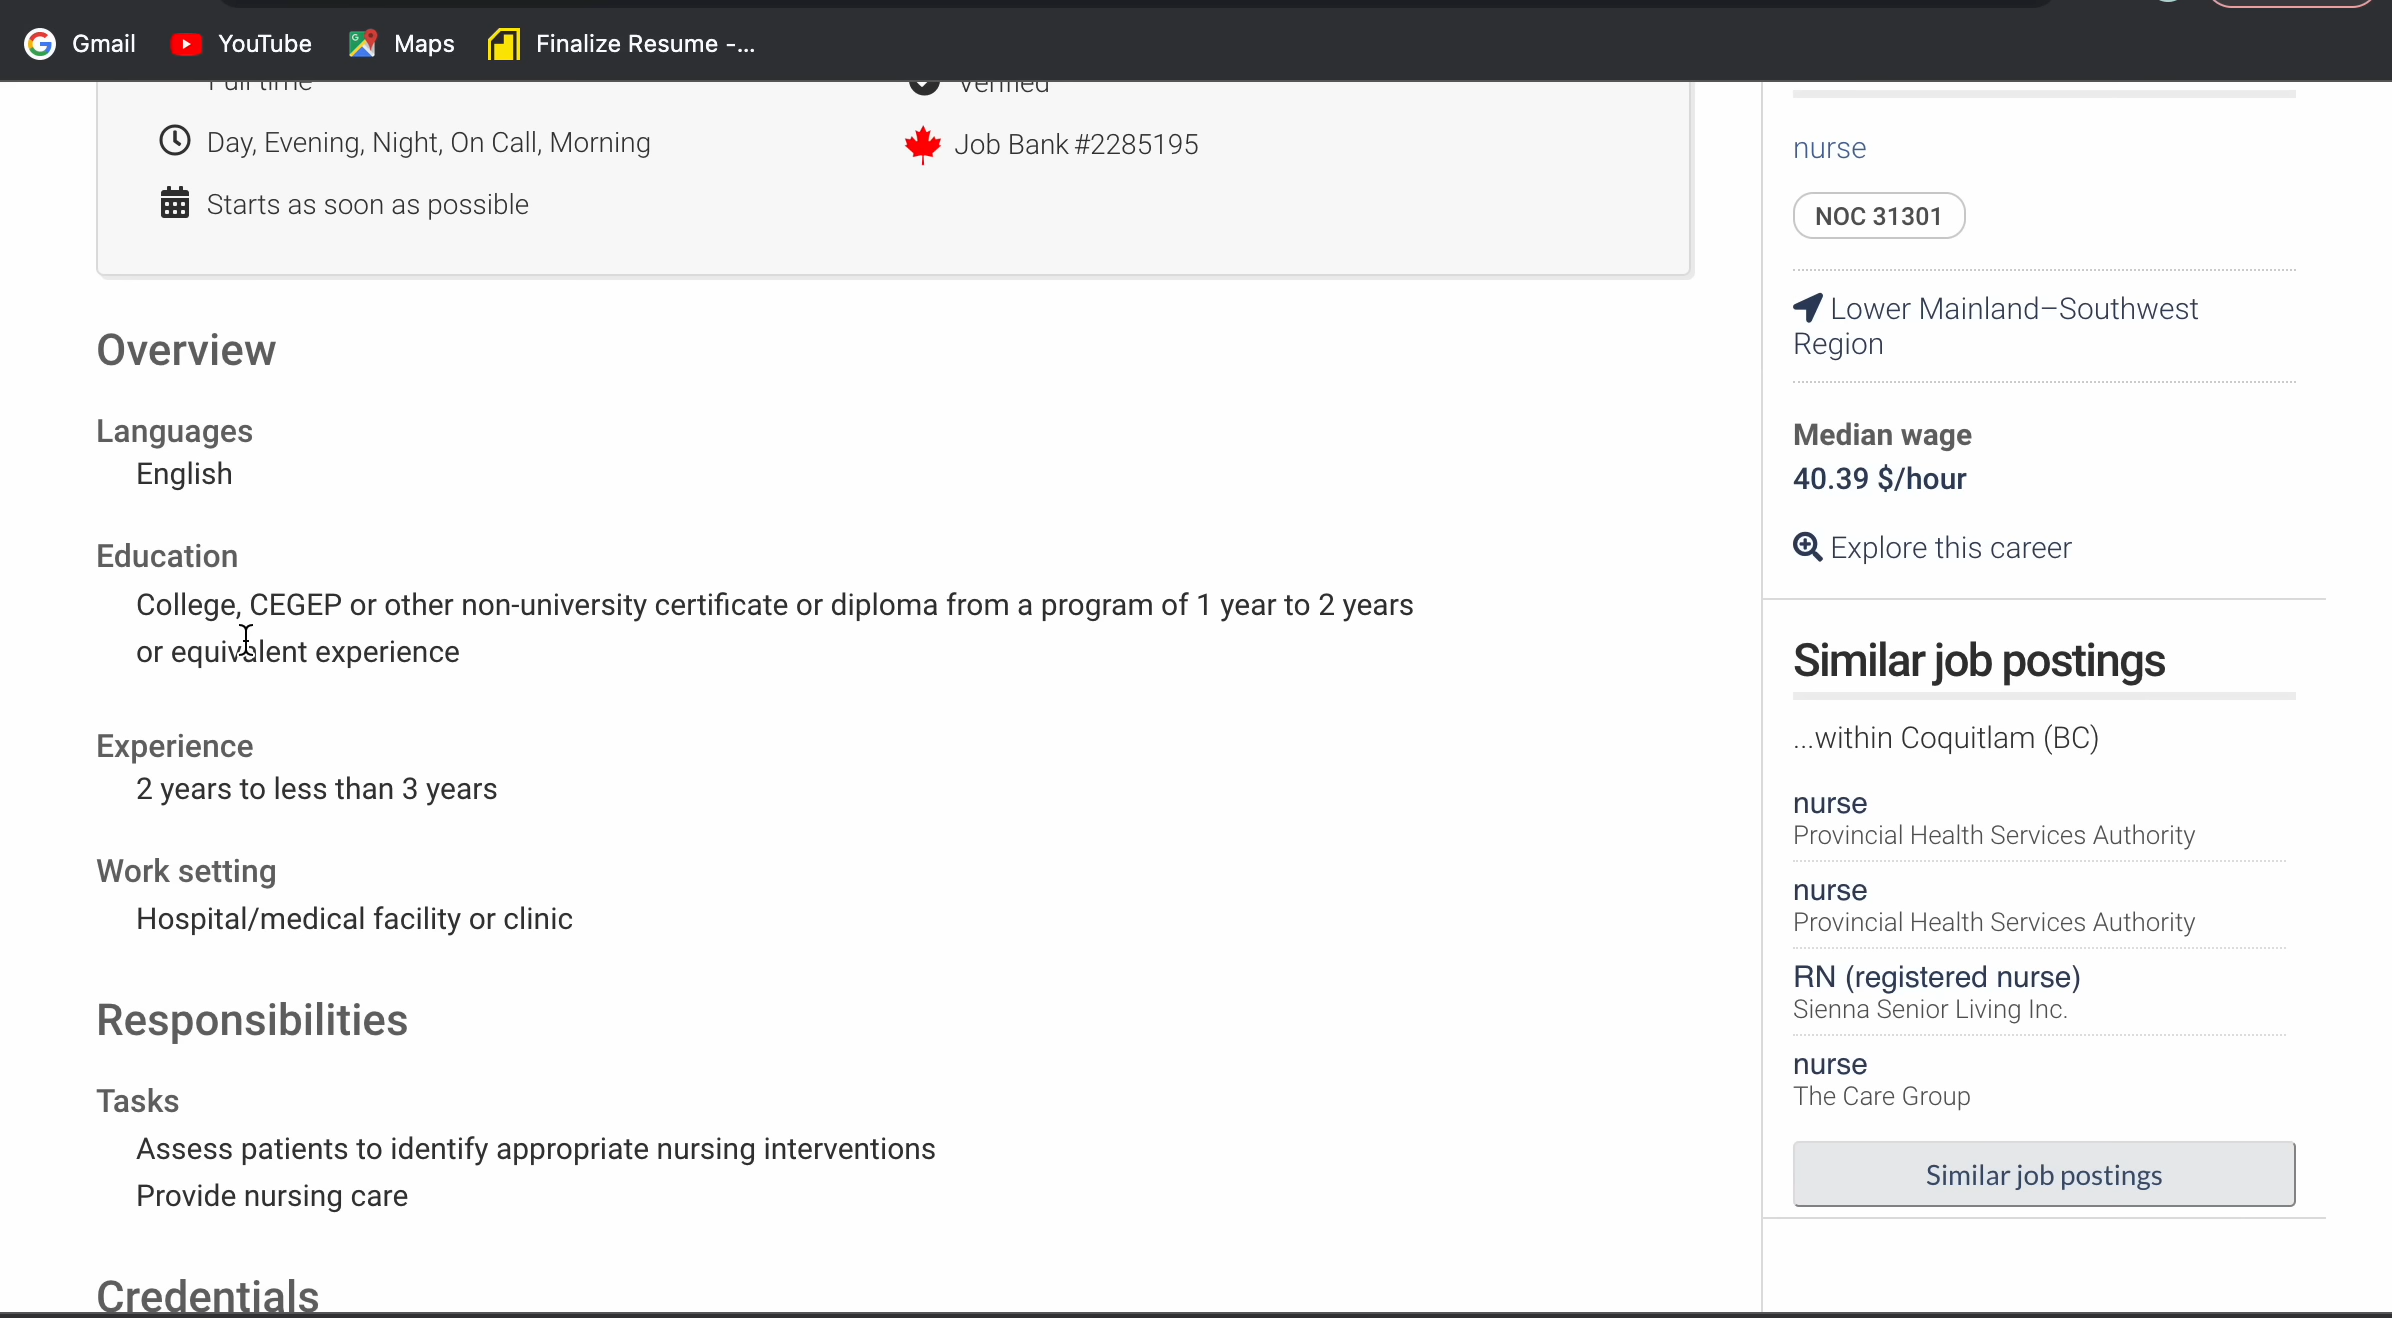 Gmail
YouTube
Maps
Finalize Resume -...
Full time
Verified
Day, Evening, Night, On Call, Morning
Job Bank #2285195
Starts as soon as possible
Overview
Languages
English
Education
College, CEGEP or other non-university certificate or diploma from a program of 1 year to 2 years
or equivalent experience
Experience
2 years to less than 3 years
Work setting
Hospital/medical facility or clinic
Responsibilities
Tasks
Assess patients to identify appropriate nursing interventions
Provide nursing care
Credentials
nurse
NOC 31301
Lower Mainland–Southwest
Region
Median wage
40.39 $/hour
Explore this career
Similar job postings
...within Coquitlam (BC)
nurse
Provincial Health Services Authority
nurse
Provincial Health Services Authority
RN (registered nurse)
Sienna Senior Living Inc.
nurse
The Care Group
Similar job postings